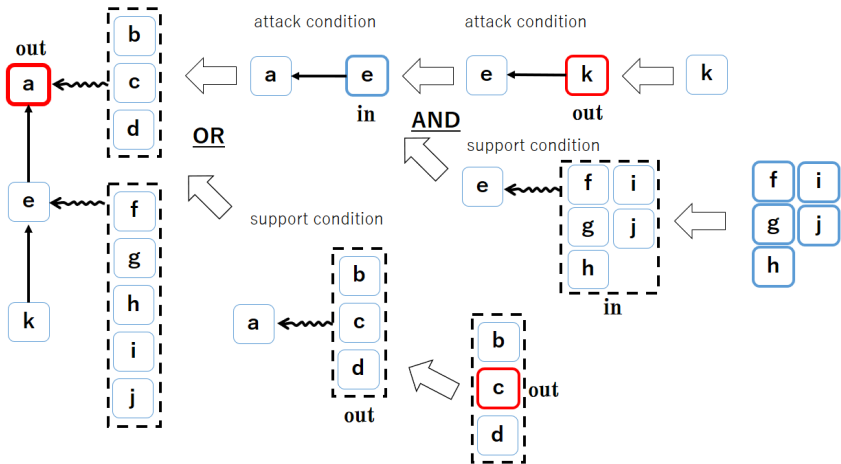 out
a
e
k
b
c
d
f
g
h
i
j
OR
attack condition
a
e
in
AND
attack condition
e
k
out
k
support condition
e
f i
g j
h
in
f i
g j
h
support condition
a
b
c
d
out
b
c
d
out